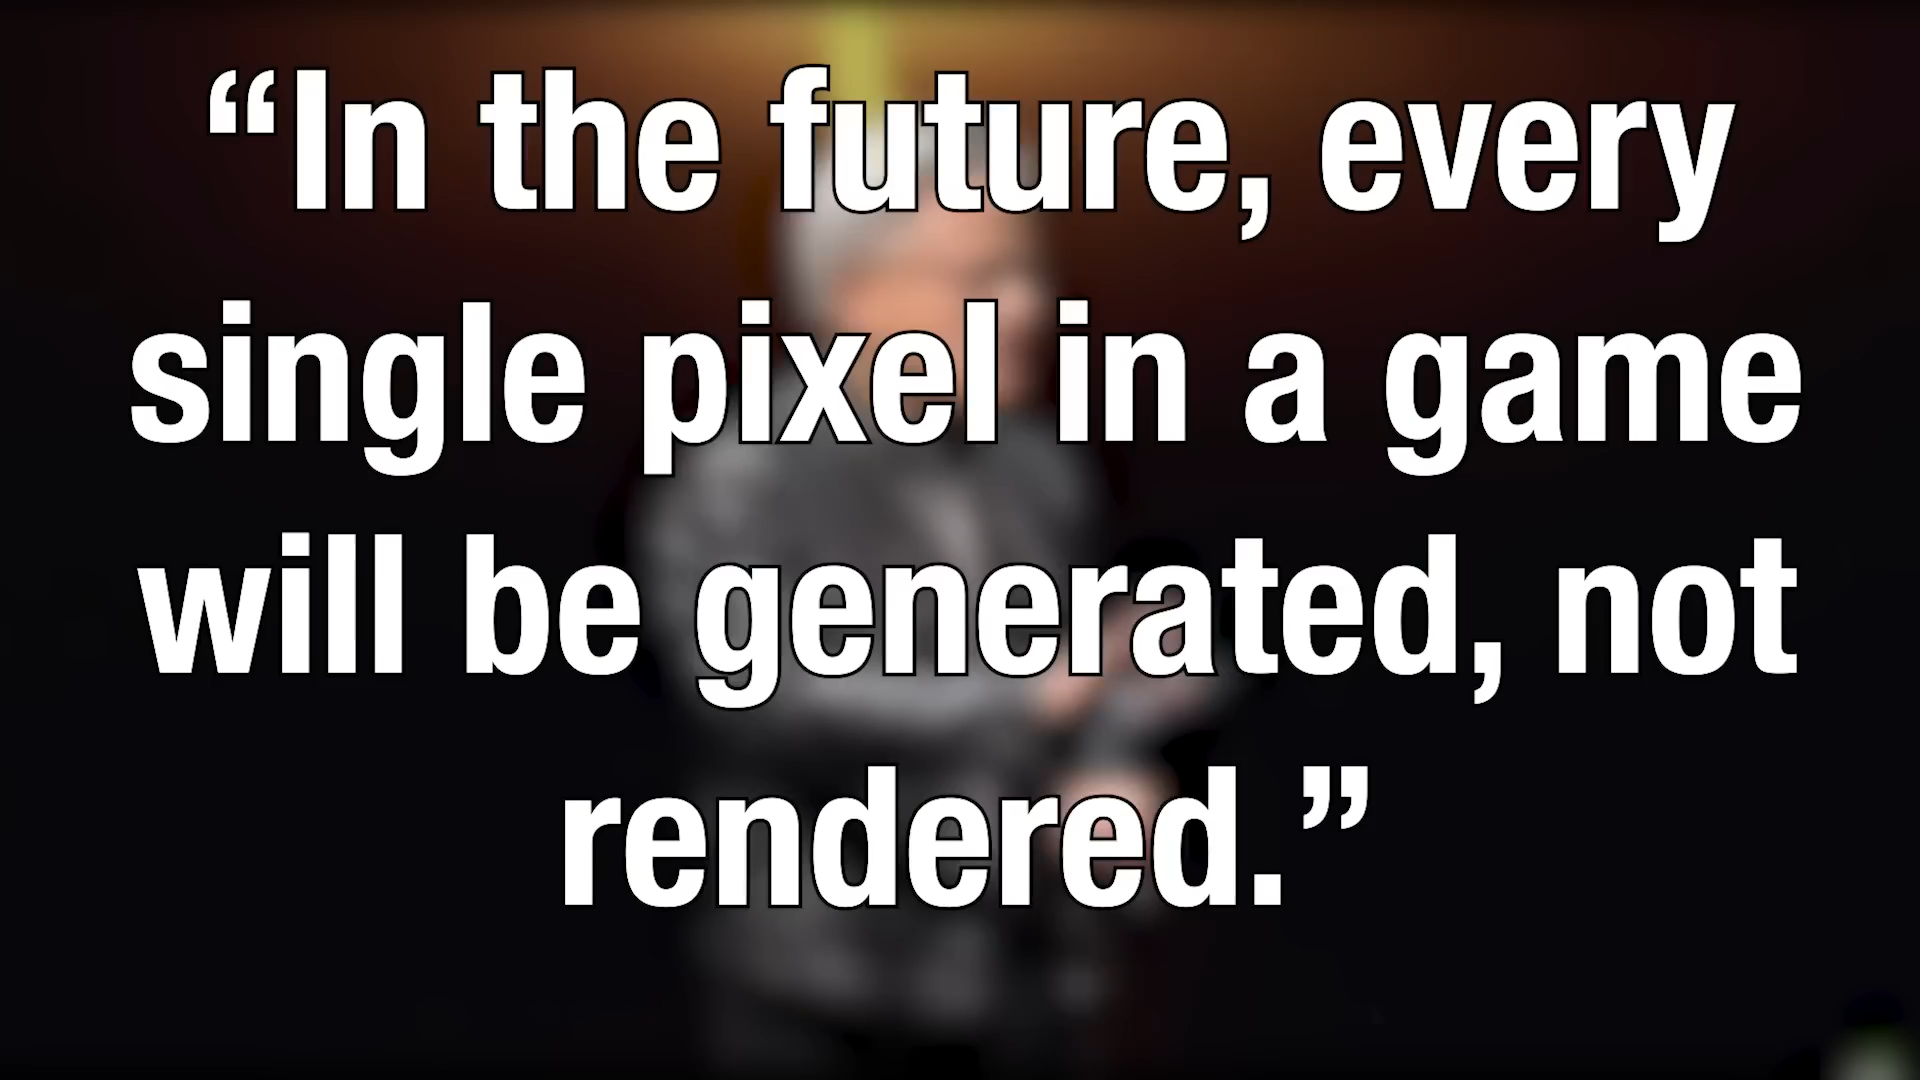 “In the future, every
single pixel in a game
will be generated, not
rendered.”